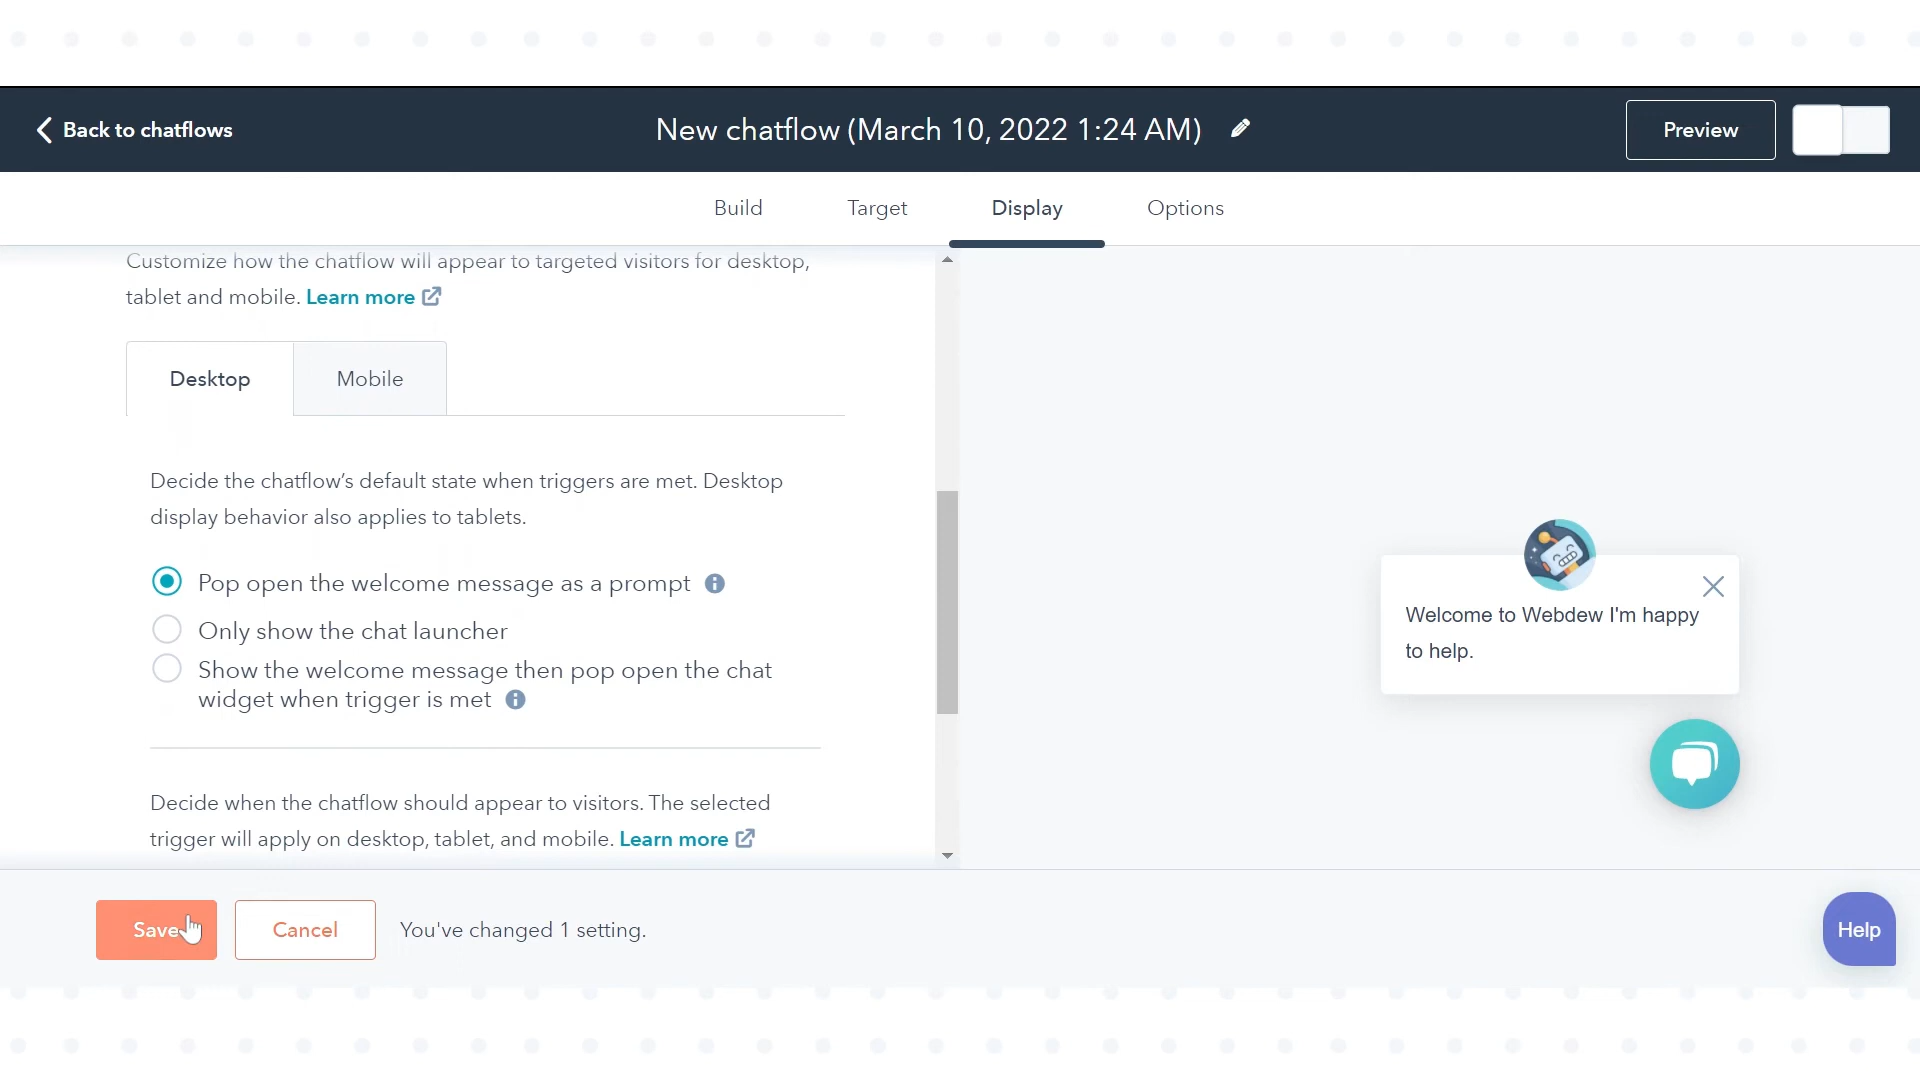 Back to chatflows
New chatflow (March 10, 2022 1:24 AM)
Preview
Build
Target
Display
Options
Customize how the chatflow will appear to targeted visitors for desktop,
tablet and mobile. Learn more
Desktop
Mobile
Decide the chatflow's default state when triggers are met. Desktop
display behavior also applies to tablets.
Pop open the welcome message as a prompt
Only show the chat launcher
Show the welcome message then pop open the chat
widget when trigger is met
Decide when the chatflow should appear to visitors. The selected
trigger will apply on desktop, tablet, and mobile. Learn more
Welcome to Webdew I'm happy
to help.
Save
Cancel
You've changed 1 setting.
Help